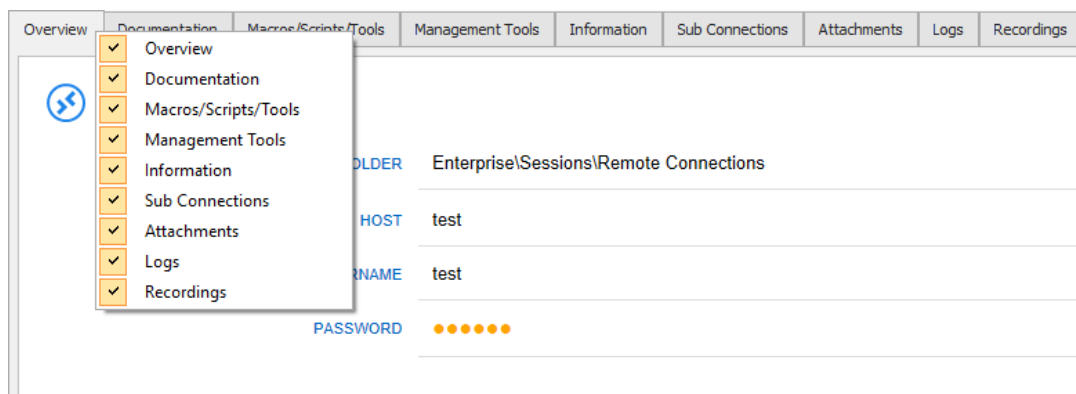 Overview Documentation Macros/Scripts/Tools Management Tools Information Sub Connections Attachments Logs Recordings
Overview
Documentation
Macros/Scripts/Tools
Management Tools
Information
Sub Connections
Attachments
Logs
Recordings
OLDER Enterprise\Sessions\Remote Connections
HOST test
RNAME test
PASSWORD ●●●●●●